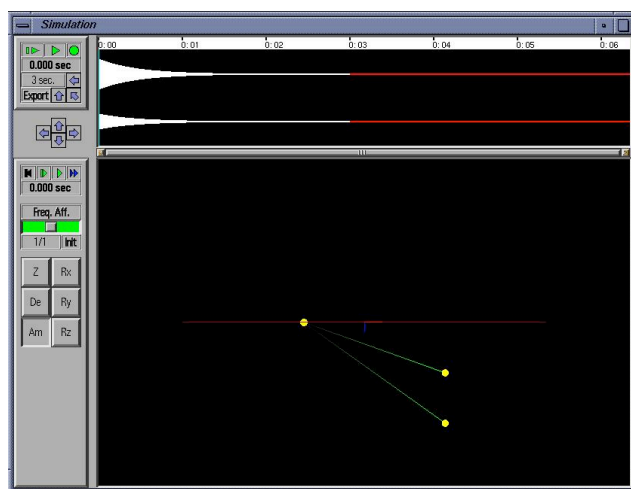 Simulation
0:00 0:01 0:02 0:03 0:04 0:05 0:06
0.000 sec
3 sec.
Export
0.000 sec
Freq. Aff.
1/1 Init
Z Rx
De Ry
Am Rz